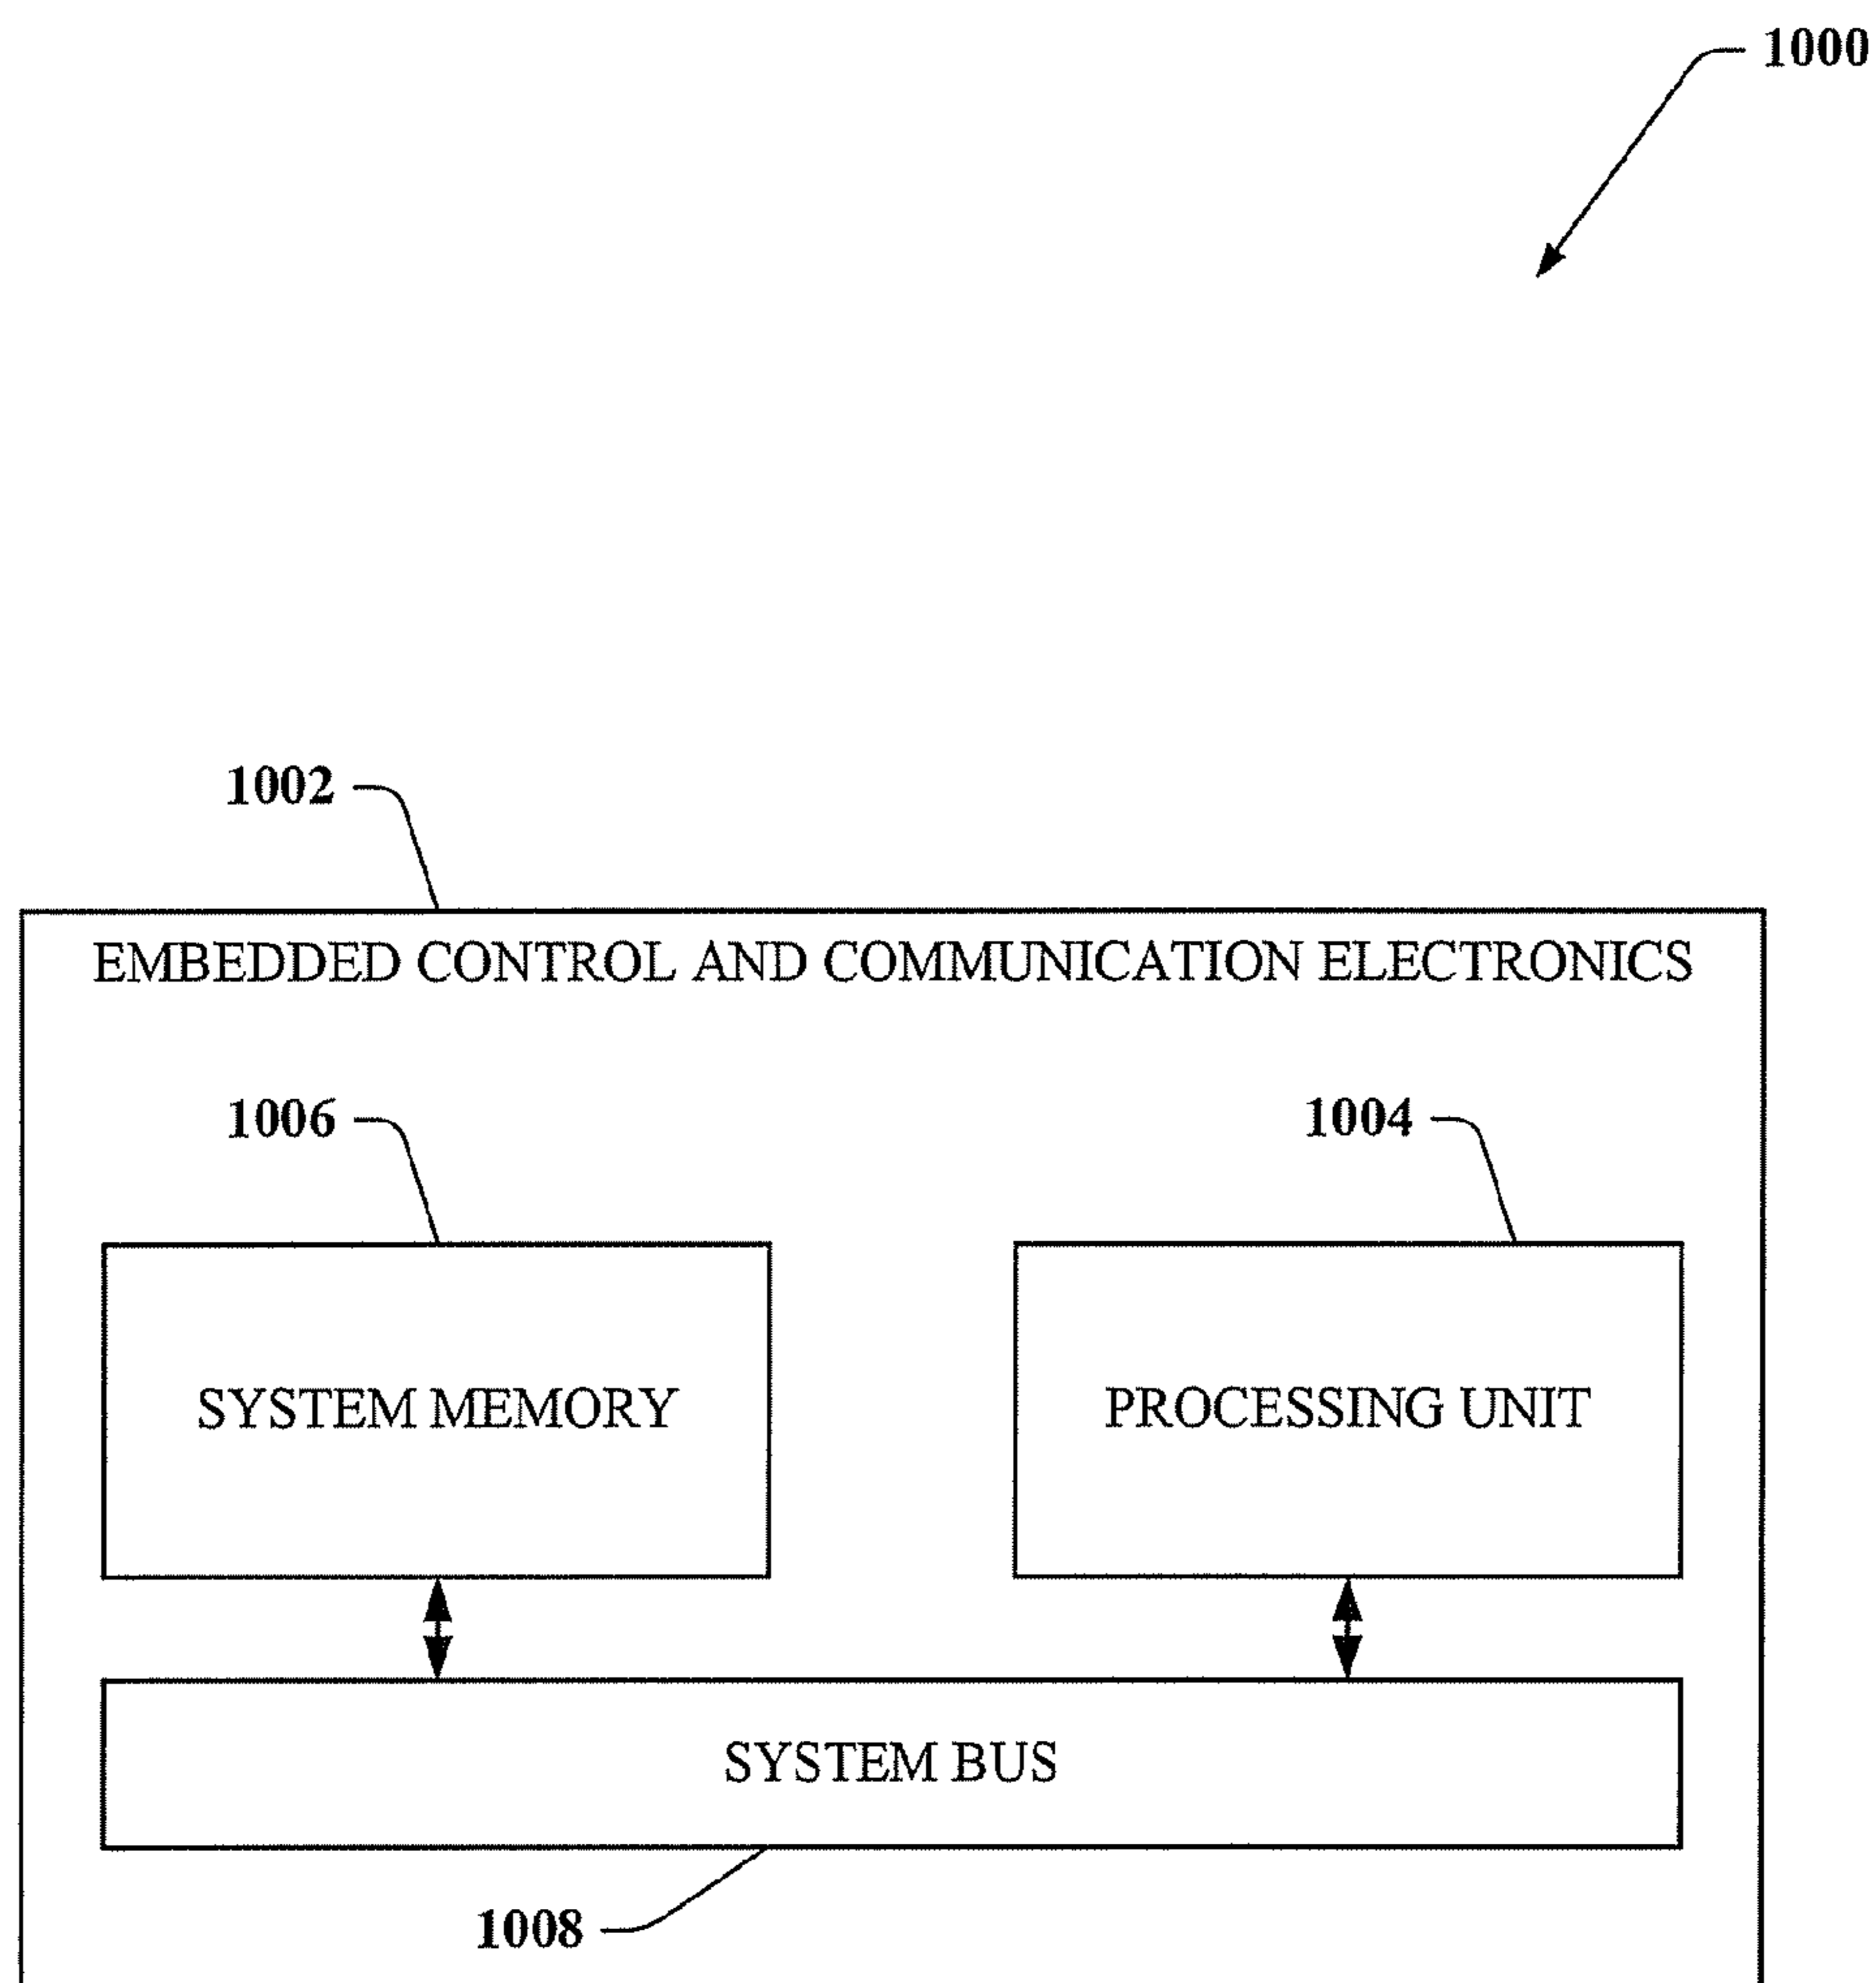 1000
1002
EMBEDDED CONTROL AND COMMUNICATION ELECTRONICS
1006
1004
SYSTEM MEMORY
PROCESSING UNIT
SYSTEM BUS
1008